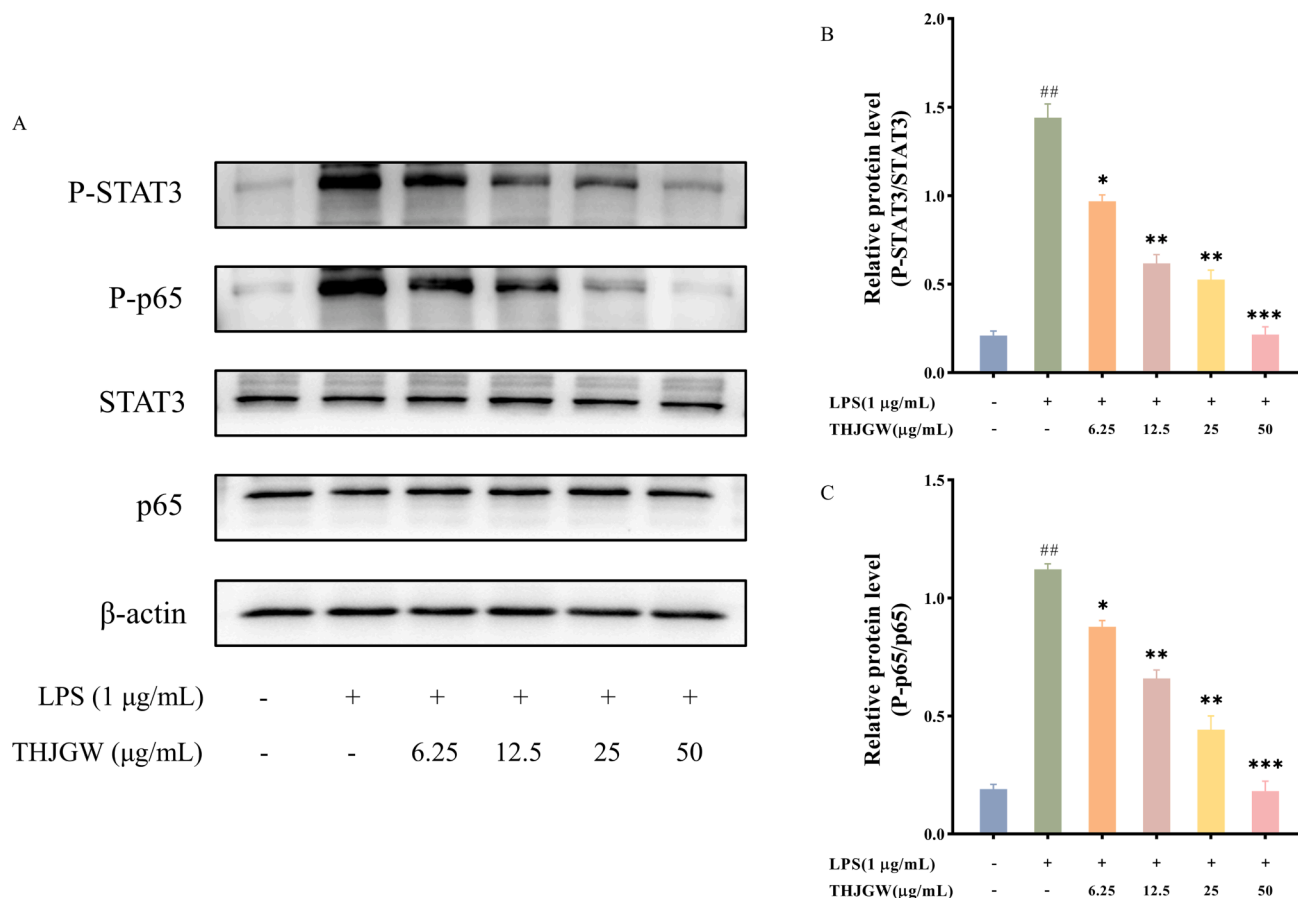 A
P-STAT3
P-p65
STAT3
p65
β-actin
LPS (1 μg/mL) - + + + + +
THJGW (μg/mL) - - 6.25 12.5 25 50
B
Relative protein level
(P-STAT3/STAT3)
2.0
1.5
1.0
0.5
0.0
##
*
**
**
***
LPS(1 μg/mL) - + + + + +
THJGW(μg/mL) - - 6.25 12.5 25 50
C
Relative protein level
(P-p65/p65)
1.5
1.0
0.5
0.0
##
*
**
**
***
LPS(1 μg/mL) - + + + + +
THJGW(μg/mL) - - 6.25 12.5 25 50